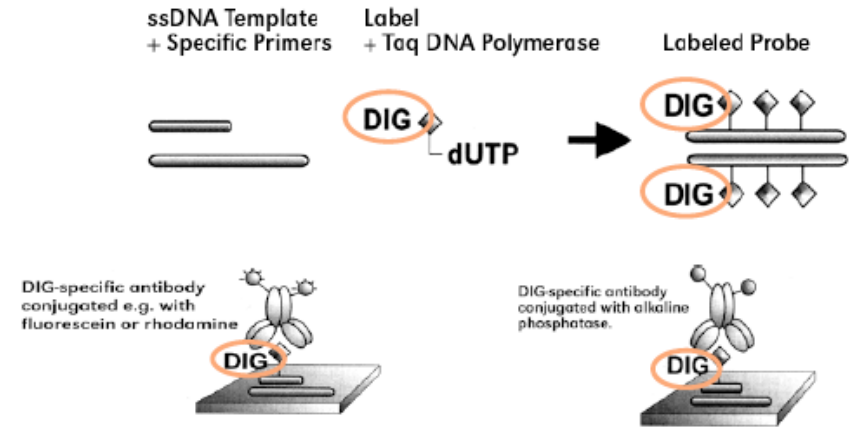 ssDNA Template
+ Specific Primers
Label
+ Taq DNA Polymerase
Labeled Probe
DIG
dUTP
DIG
DIG
DIG-specific antibody
conjugated e.g. with
fluorescein or rhodamine
DIG
DIG-specific antibody
conjugated with alkaline
phosphatase.
DIG